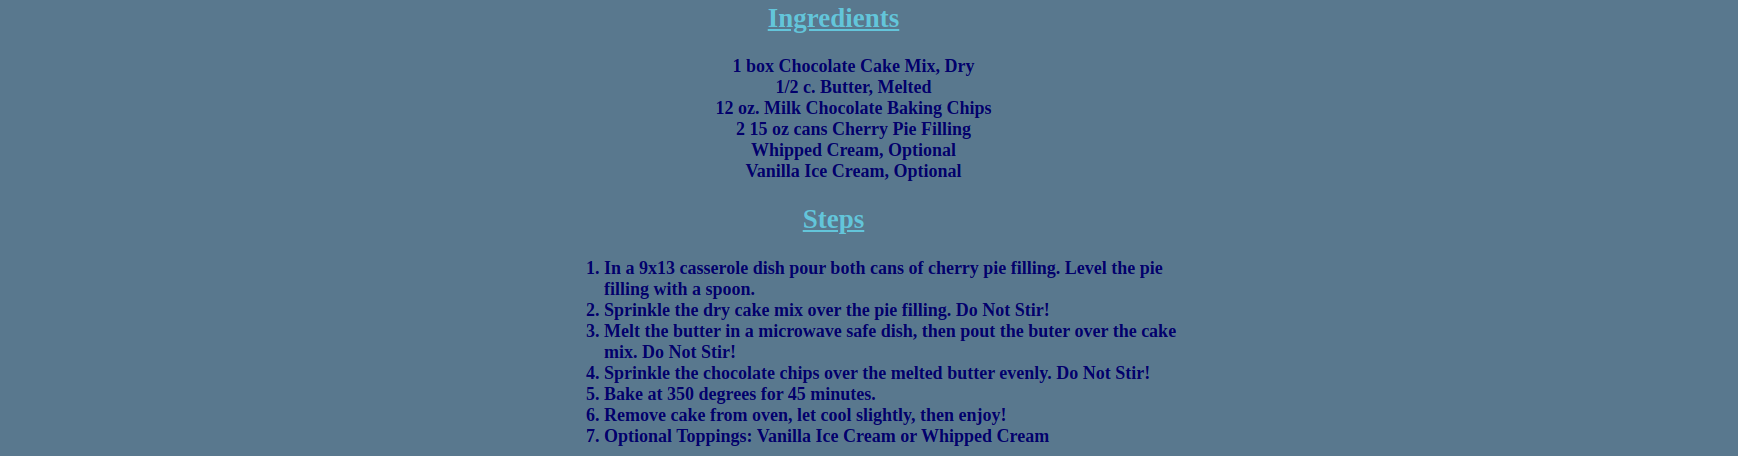 Ingredients
1 box Chocolate Cake Mix, Dry
1/2 c. Butter, Melted
12 oz. Milk Chocolate Baking Chips
2 15 oz cans Cherry Pie Filling
Whipped Cream, Optional
Vanilla Ice Cream, Optional
Steps
1. In a 9x13 casserole dish pour both cans of cherry pie filling. Level the pie
filling with a spoon.
2. Sprinkle the dry cake mix over the pie filling. Do Not Stir!
3. Melt the butter in a microwave safe dish, then pout the buter over the cake
mix. Do Not Stir!
4. Sprinkle the chocolate chips over the melted butter evenly. Do Not Stir!
5. Bake at 350 degrees for 45 minutes.
6. Remove cake from oven, let cool slightly, then enjoy!
7. Optional Toppings: Vanilla Ice Cream or Whipped Cream